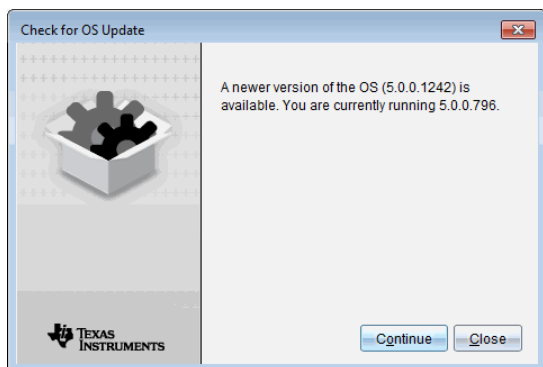 Check for OS Update
A newer version of the OS (5.0.0.1242) is
available. You are currently running 5.0.0.796.
TEXAS
INSTRUMENTS
Continue
Close